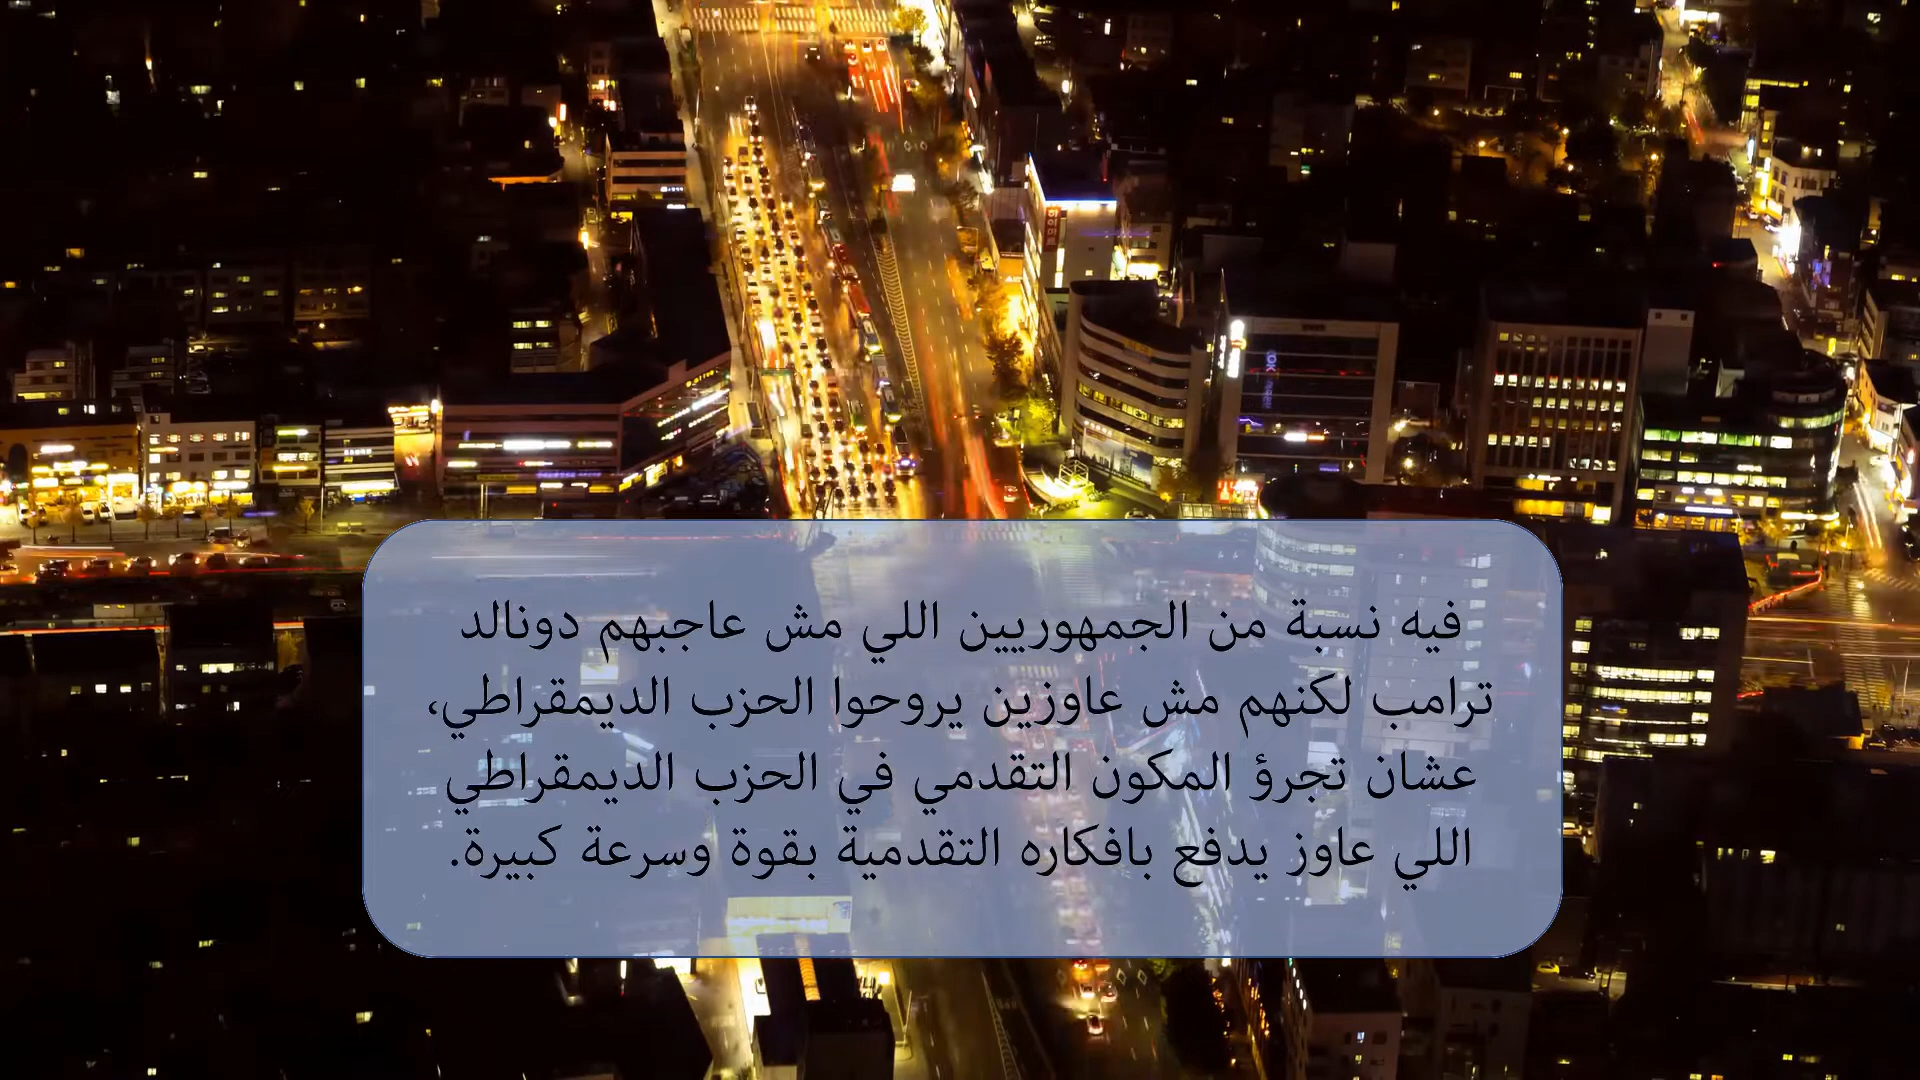 فيه نسبة من الجمهوريين اللي مش عاجبهم دونالد
ترامب لكنهم مش عاوزين يروحوا الحزب الديمقراطي،
عشان تجرؤ المكون التقدمي في الحزب الديمقراطي
اللي عاوز يدفع بافكاره التقدمية بقوة وسرعة كبيرة.